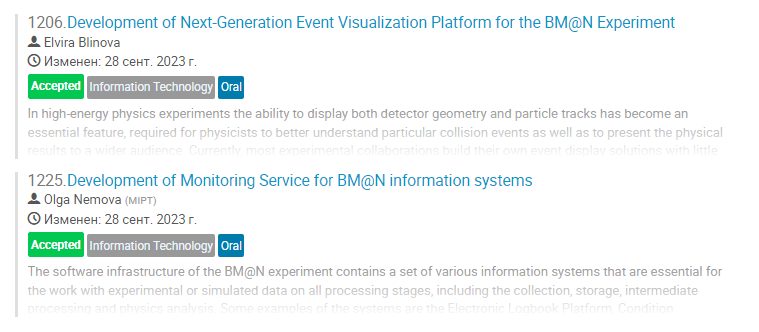 1206.Development of Next-Generation Event Visualization Platform for the BM@N Experiment
Elvira Blinova
Изменен: 28 сент. 2023 г.
Accepted Information Technology Oral
In high-energy physics experiments the ability to display both detector geometry and particle tracks has become an
essential feature, required for physicists to better understand particular collision events as well as to present the physical
results to a wider audience. Currently, most experimental collaborations build their own event display solutions with little
1225.Development of Monitoring Service for BM@N information systems
Olga Nemova (MIPT)
Изменен: 28 сент. 2023 г.
Accepted Information Technology Oral
The software infrastructure of the BM@N experiment contains a set of various information systems that are essential for
the work with experimental or simulated data on all processing stages, including the collection, storage, intermediate
processing and physics analysis. Some examples of the systems are the Electronic Logbook Platform, Condition